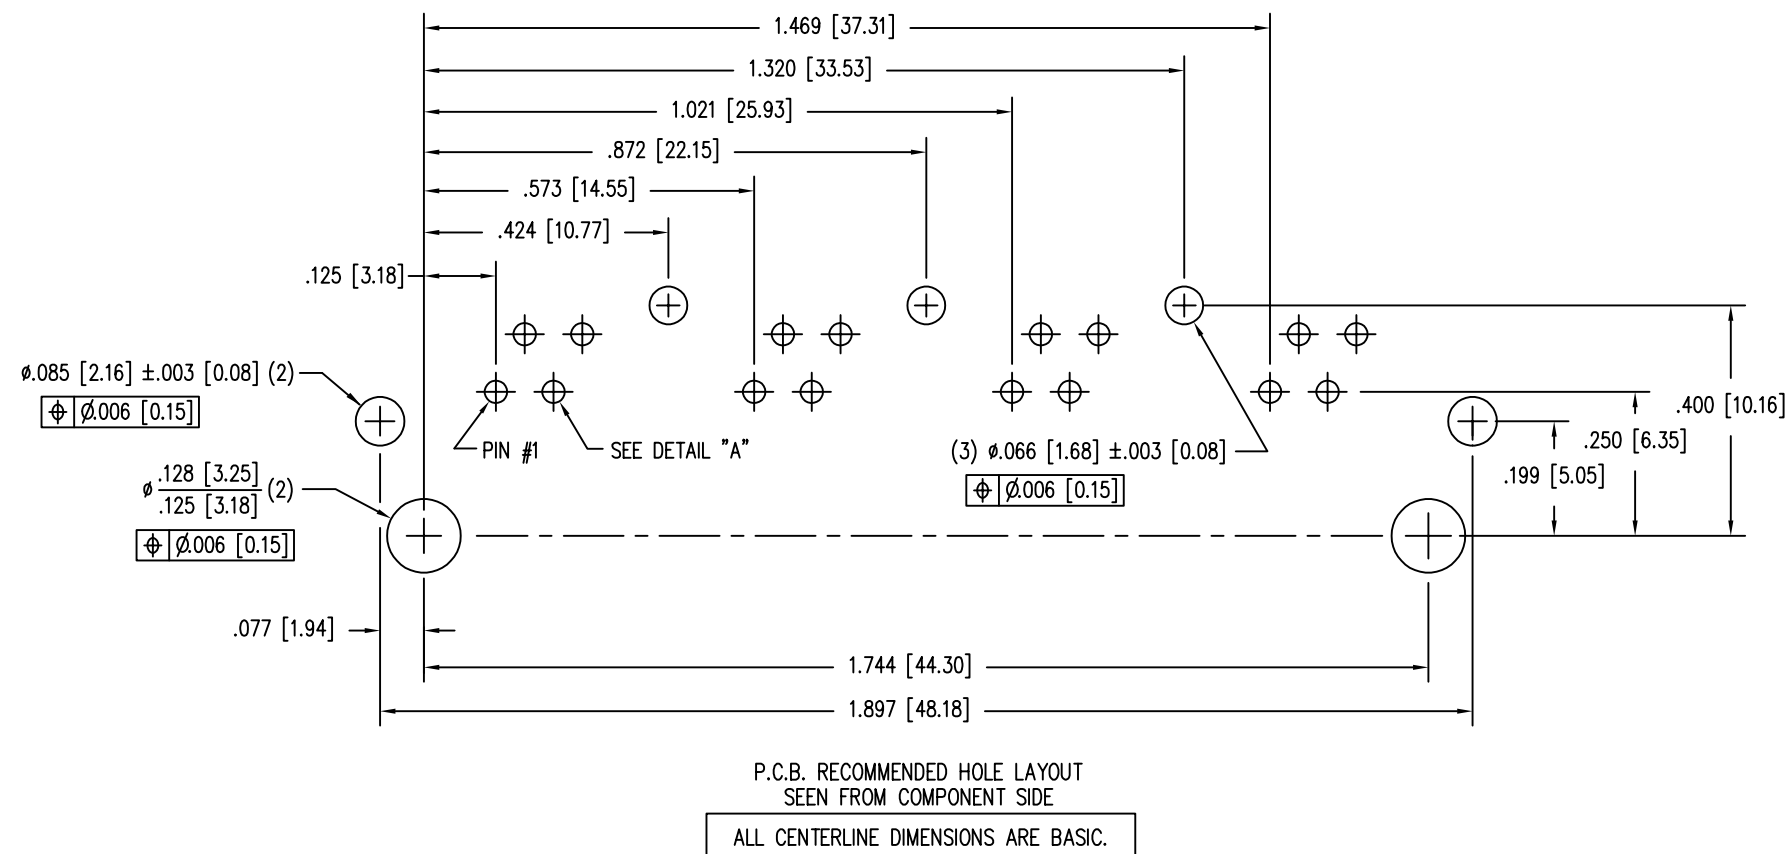 1.469 [37.31]
1.320 [33.53]
1.021 [25.93]
.872 [22.15]
.573 [14.55]
.424 [10.77]
.125 [3.18]
ø.085 [2.16] ±.003 [0.08] (2)
⌖ Ø.006 [0.15]
.400 [10.16]
.250 [6.35]
PIN #1
SEE DETAIL "A"
(3) ø.066 [1.68] ±.003 [0.08]
⌖ Ø.006 [0.15]
.199 [5.05]
ø .128 [3.25]
.125 [3.18] (2)
⌖ Ø.006 [0.15]
.077 [1.94]
1.744 [44.30]
1.897 [48.18]
P.C.B. RECOMMENDED HOLE LAYOUT
SEEN FROM COMPONENT SIDE
ALL CENTERLINE DIMENSIONS ARE BASIC.